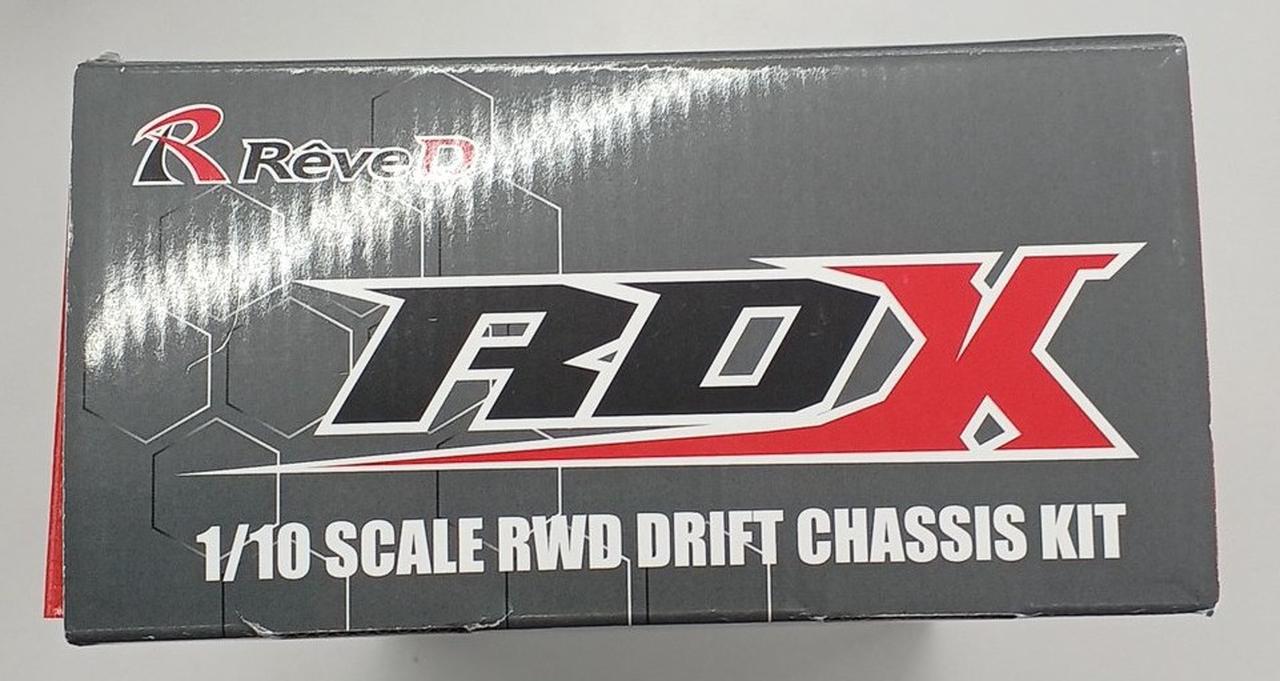 R Rêve D
RDX
1/10 SCALE RWD DRIFT CHASSIS KIT